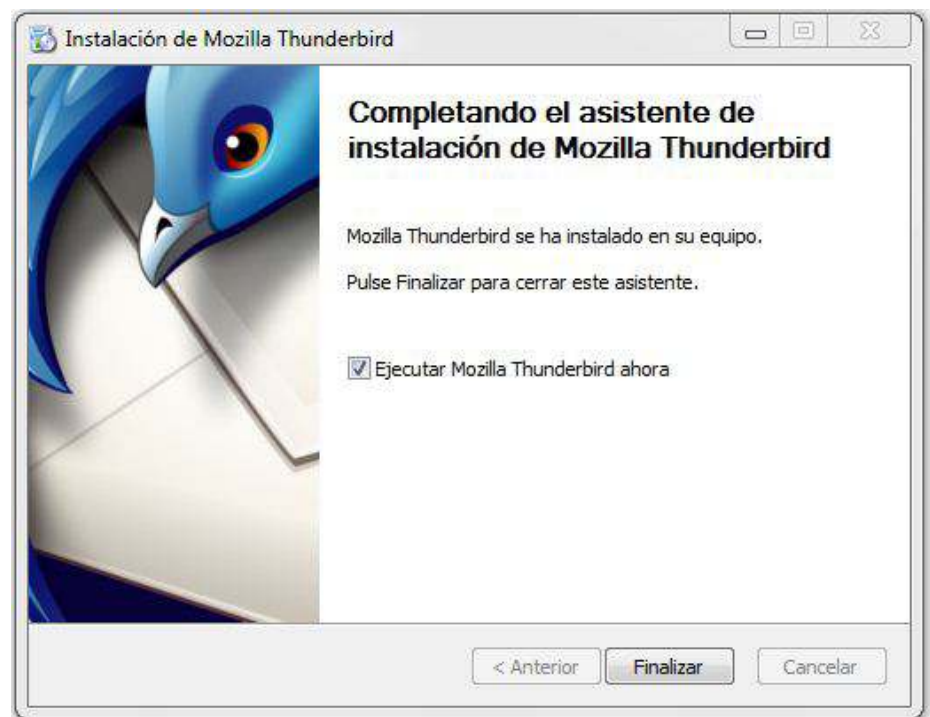 Instalación de Mozilla Thunderbird
Completando el asistente de
instalación de Mozilla Thunderbird
Mozilla Thunderbird se ha instalado en su equipo.
Pulse Finalizar para cerrar este asistente.
Ejecutar Mozilla Thunderbird ahora
< Anterior Finalizar Cancelar